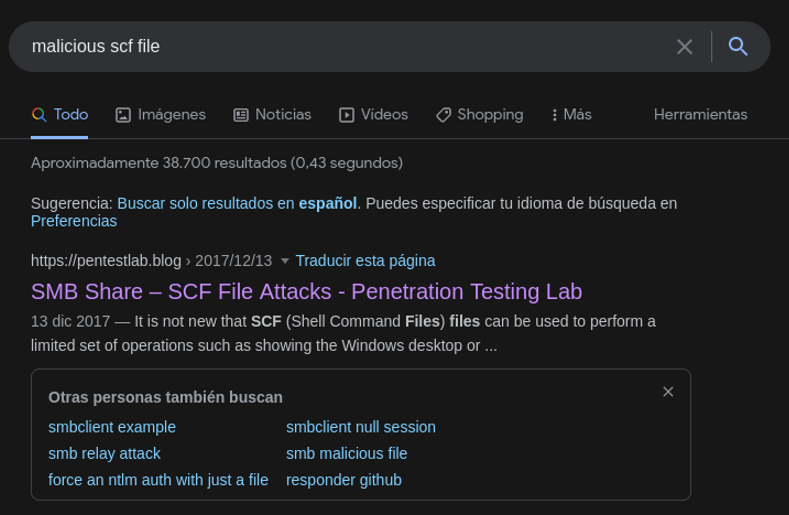 malicious scf file
Todo Imágenes Noticias Videos Shopping Más Herramientas
Aproximadamente 38.700 resultados (0,43 segundos)
Sugerencia: Buscar solo resultados en español. Puedes especificar tu idioma de búsqueda en
Preferencias
https://pentestlab.blog › 2017/12/13 Traducir esta página
SMB Share – SCF File Attacks - Penetration Testing Lab
13 dic 2017 — It is not new that SCF (Shell Command Files) files can be used to perform a
limited set of operations such as showing the Windows desktop or ...
Otras personas también buscan
smbclient example smbclient null session
smb relay attack smb malicious file
force an ntlm auth with just a file responder github